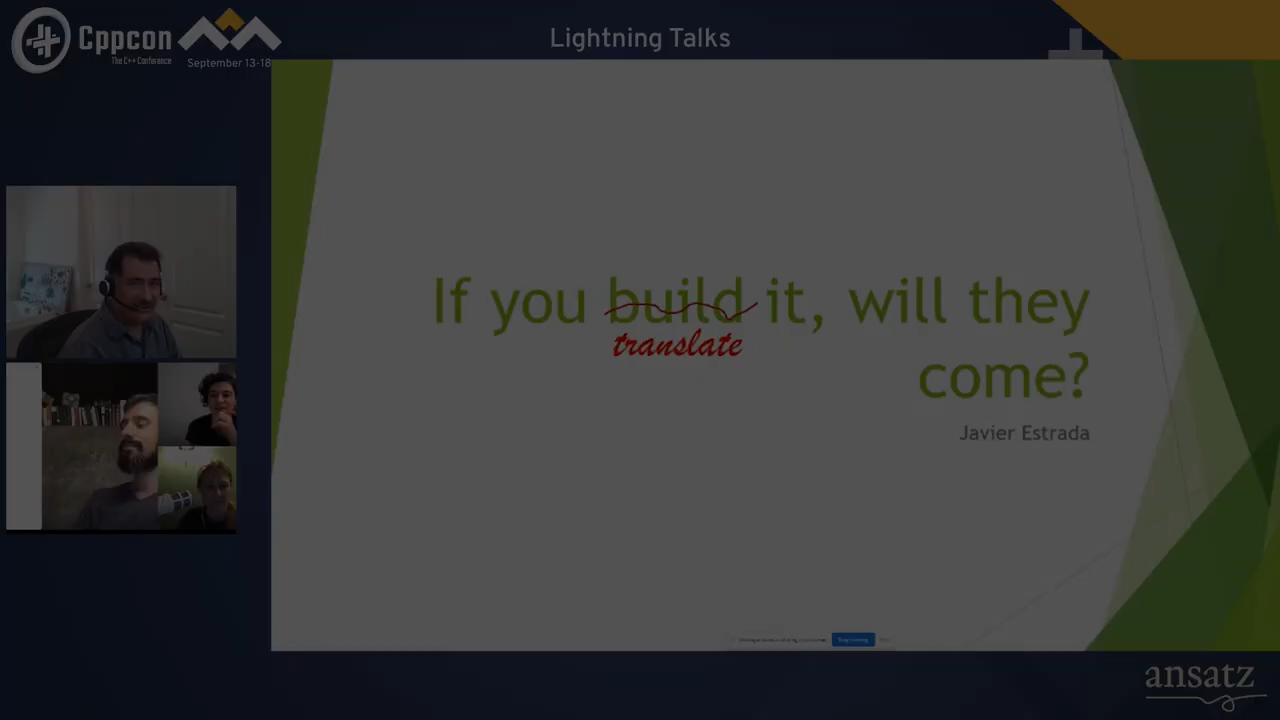 Cppcon
The C++ Conference
September 13-18
Lightning Talks
If you build it, will they
translate
come?
Javier Estrada
ansatz